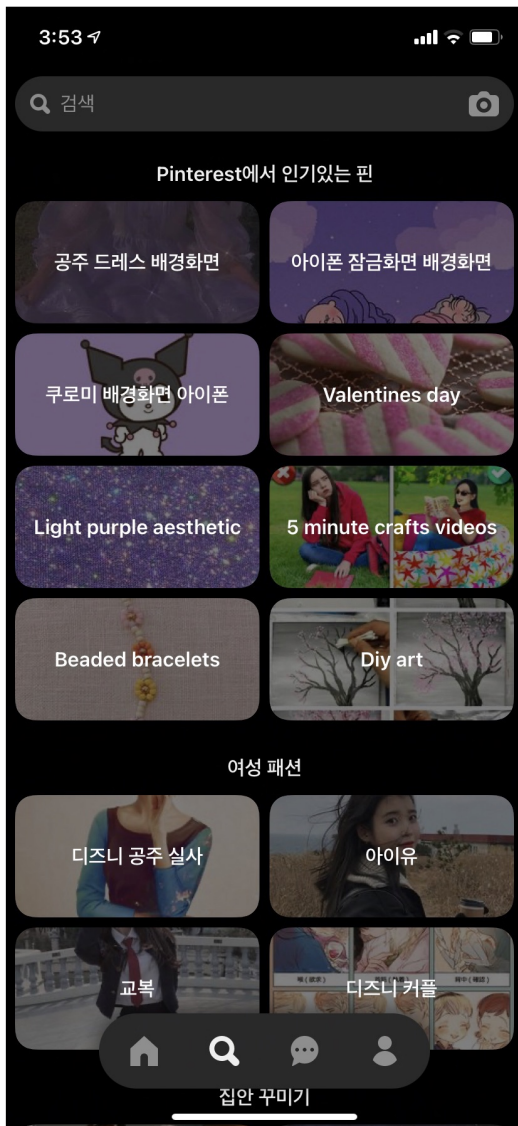 3:53
검색
Pinterest에서 인기있는 핀
공주 드레스 배경화면
아이폰 잠금화면 배경화면
쿠로미 배경화면 아이폰
Valentines day
Light purple aesthetic
5 minute crafts videos
Beaded bracelets
Diy art
여성 패션
디즈니 공주 실사
아이유
교복
디즈니 커플
집안 꾸미기